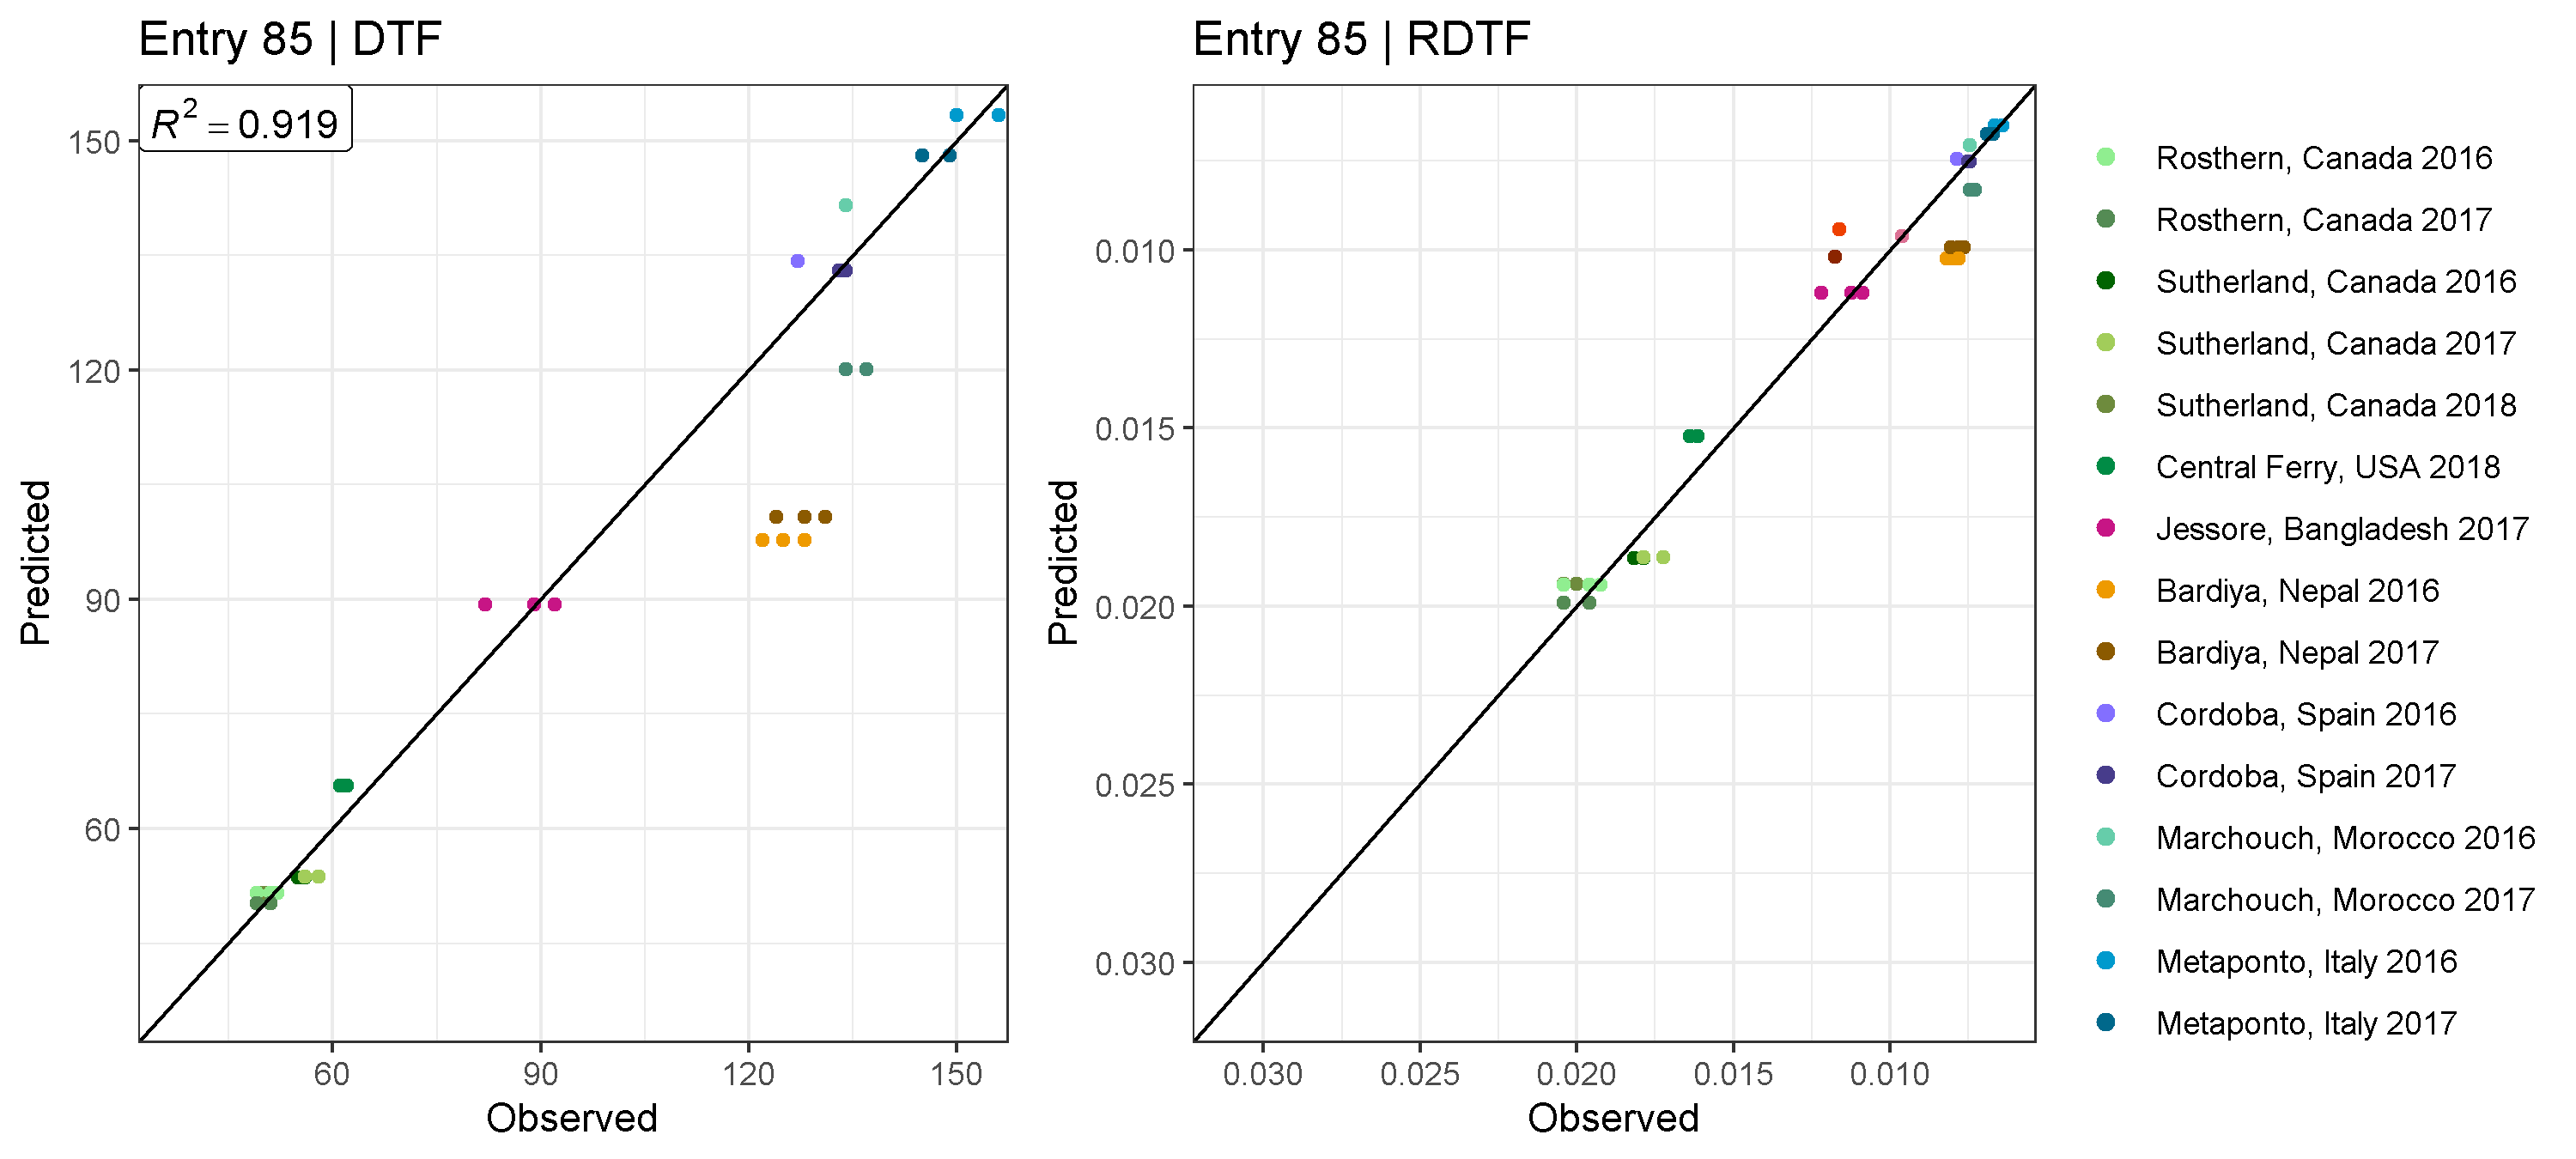 Entry 85 | DTF
R² = 0.919
150
120
90
60
60 90 120 150
Observed
Predicted
Entry 85 | RDTF
0.010
0.015
0.020
0.025
0.030
0.030 0.025 0.020 0.015 0.010
Observed
Predicted
Rosthern, Canada 2016
Rosthern, Canada 2017
Sutherland, Canada 2016
Sutherland, Canada 2017
Sutherland, Canada 2018
Central Ferry, USA 2018
Jessore, Bangladesh 2017
Bardiya, Nepal 2016
Bardiya, Nepal 2017
Cordoba, Spain 2016
Cordoba, Spain 2017
Marchouch, Morocco 2016
Marchouch, Morocco 2017
Metaponto, Italy 2016
Metaponto, Italy 2017